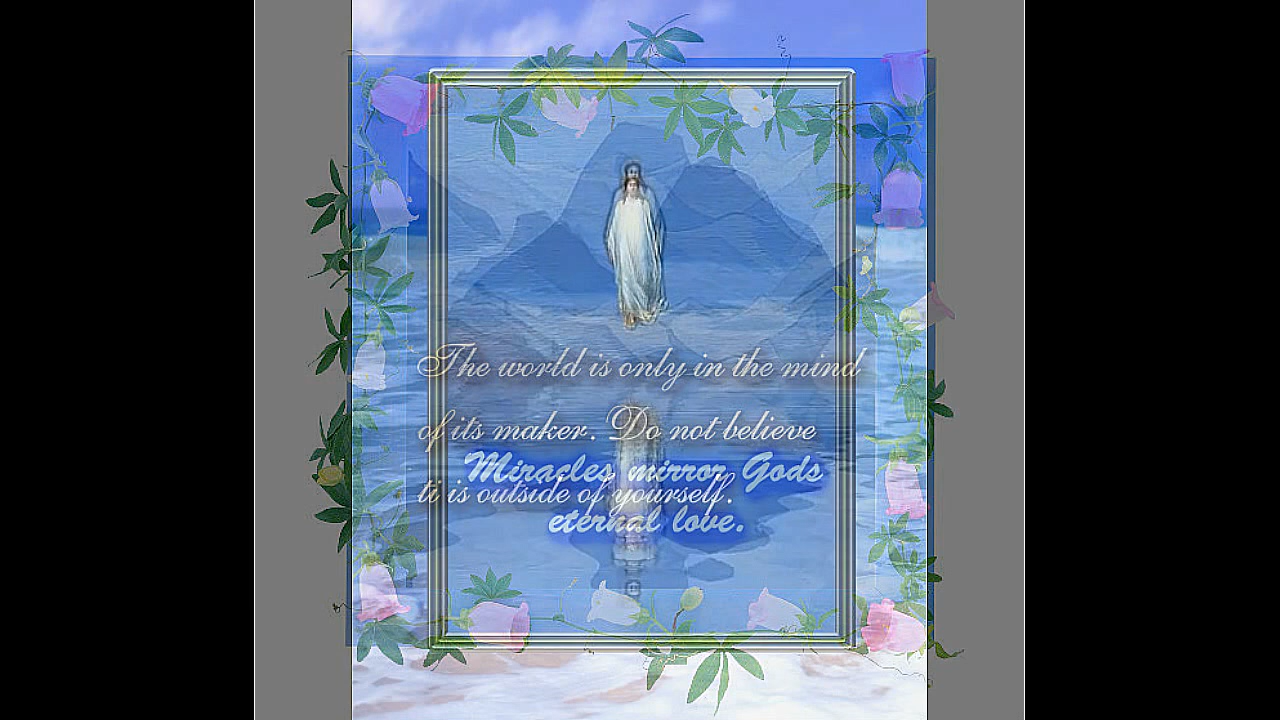 The world is only in the mind
of its maker. Do not believe
Miracles mirror Gods
ti is outside of yourself.
eternal love.